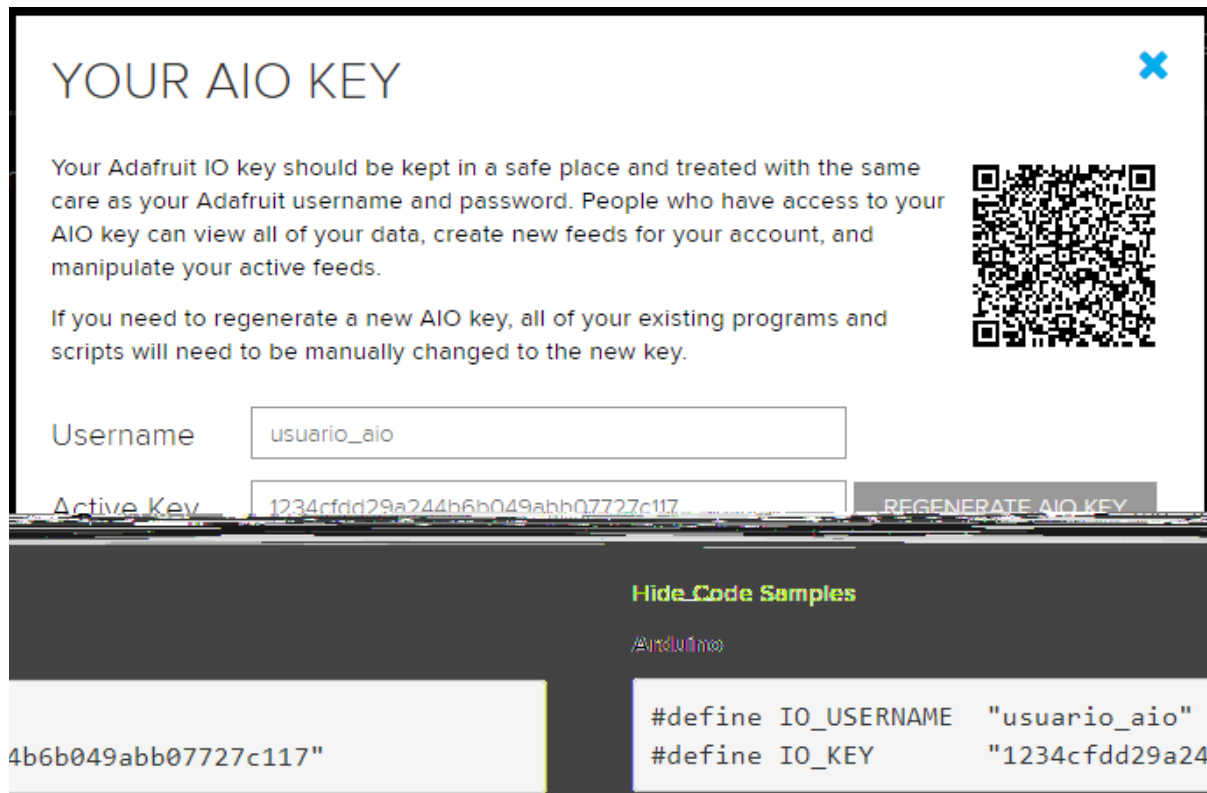 YOUR AIO KEY
Your Adafruit IO key should be kept in a safe place and treated with the same
care as your Adafruit username and password. People who have access to your
AIO key can view all of your data, create new feeds for your account, and
manipulate your active feeds.
If you need to regenerate a new AIO key, all of your existing programs and
scripts will need to be manually changed to the new key.
Username usuario_aio
Active Key 1234cfdd29a244b6b049abb07727c117 REGENERATE AIO KEY
Hide Code Samples
Arduino
#define IO_USERNAME "usuario_aio"
#define IO_KEY "1234cfdd29a24
4b6b049abb07727c117"